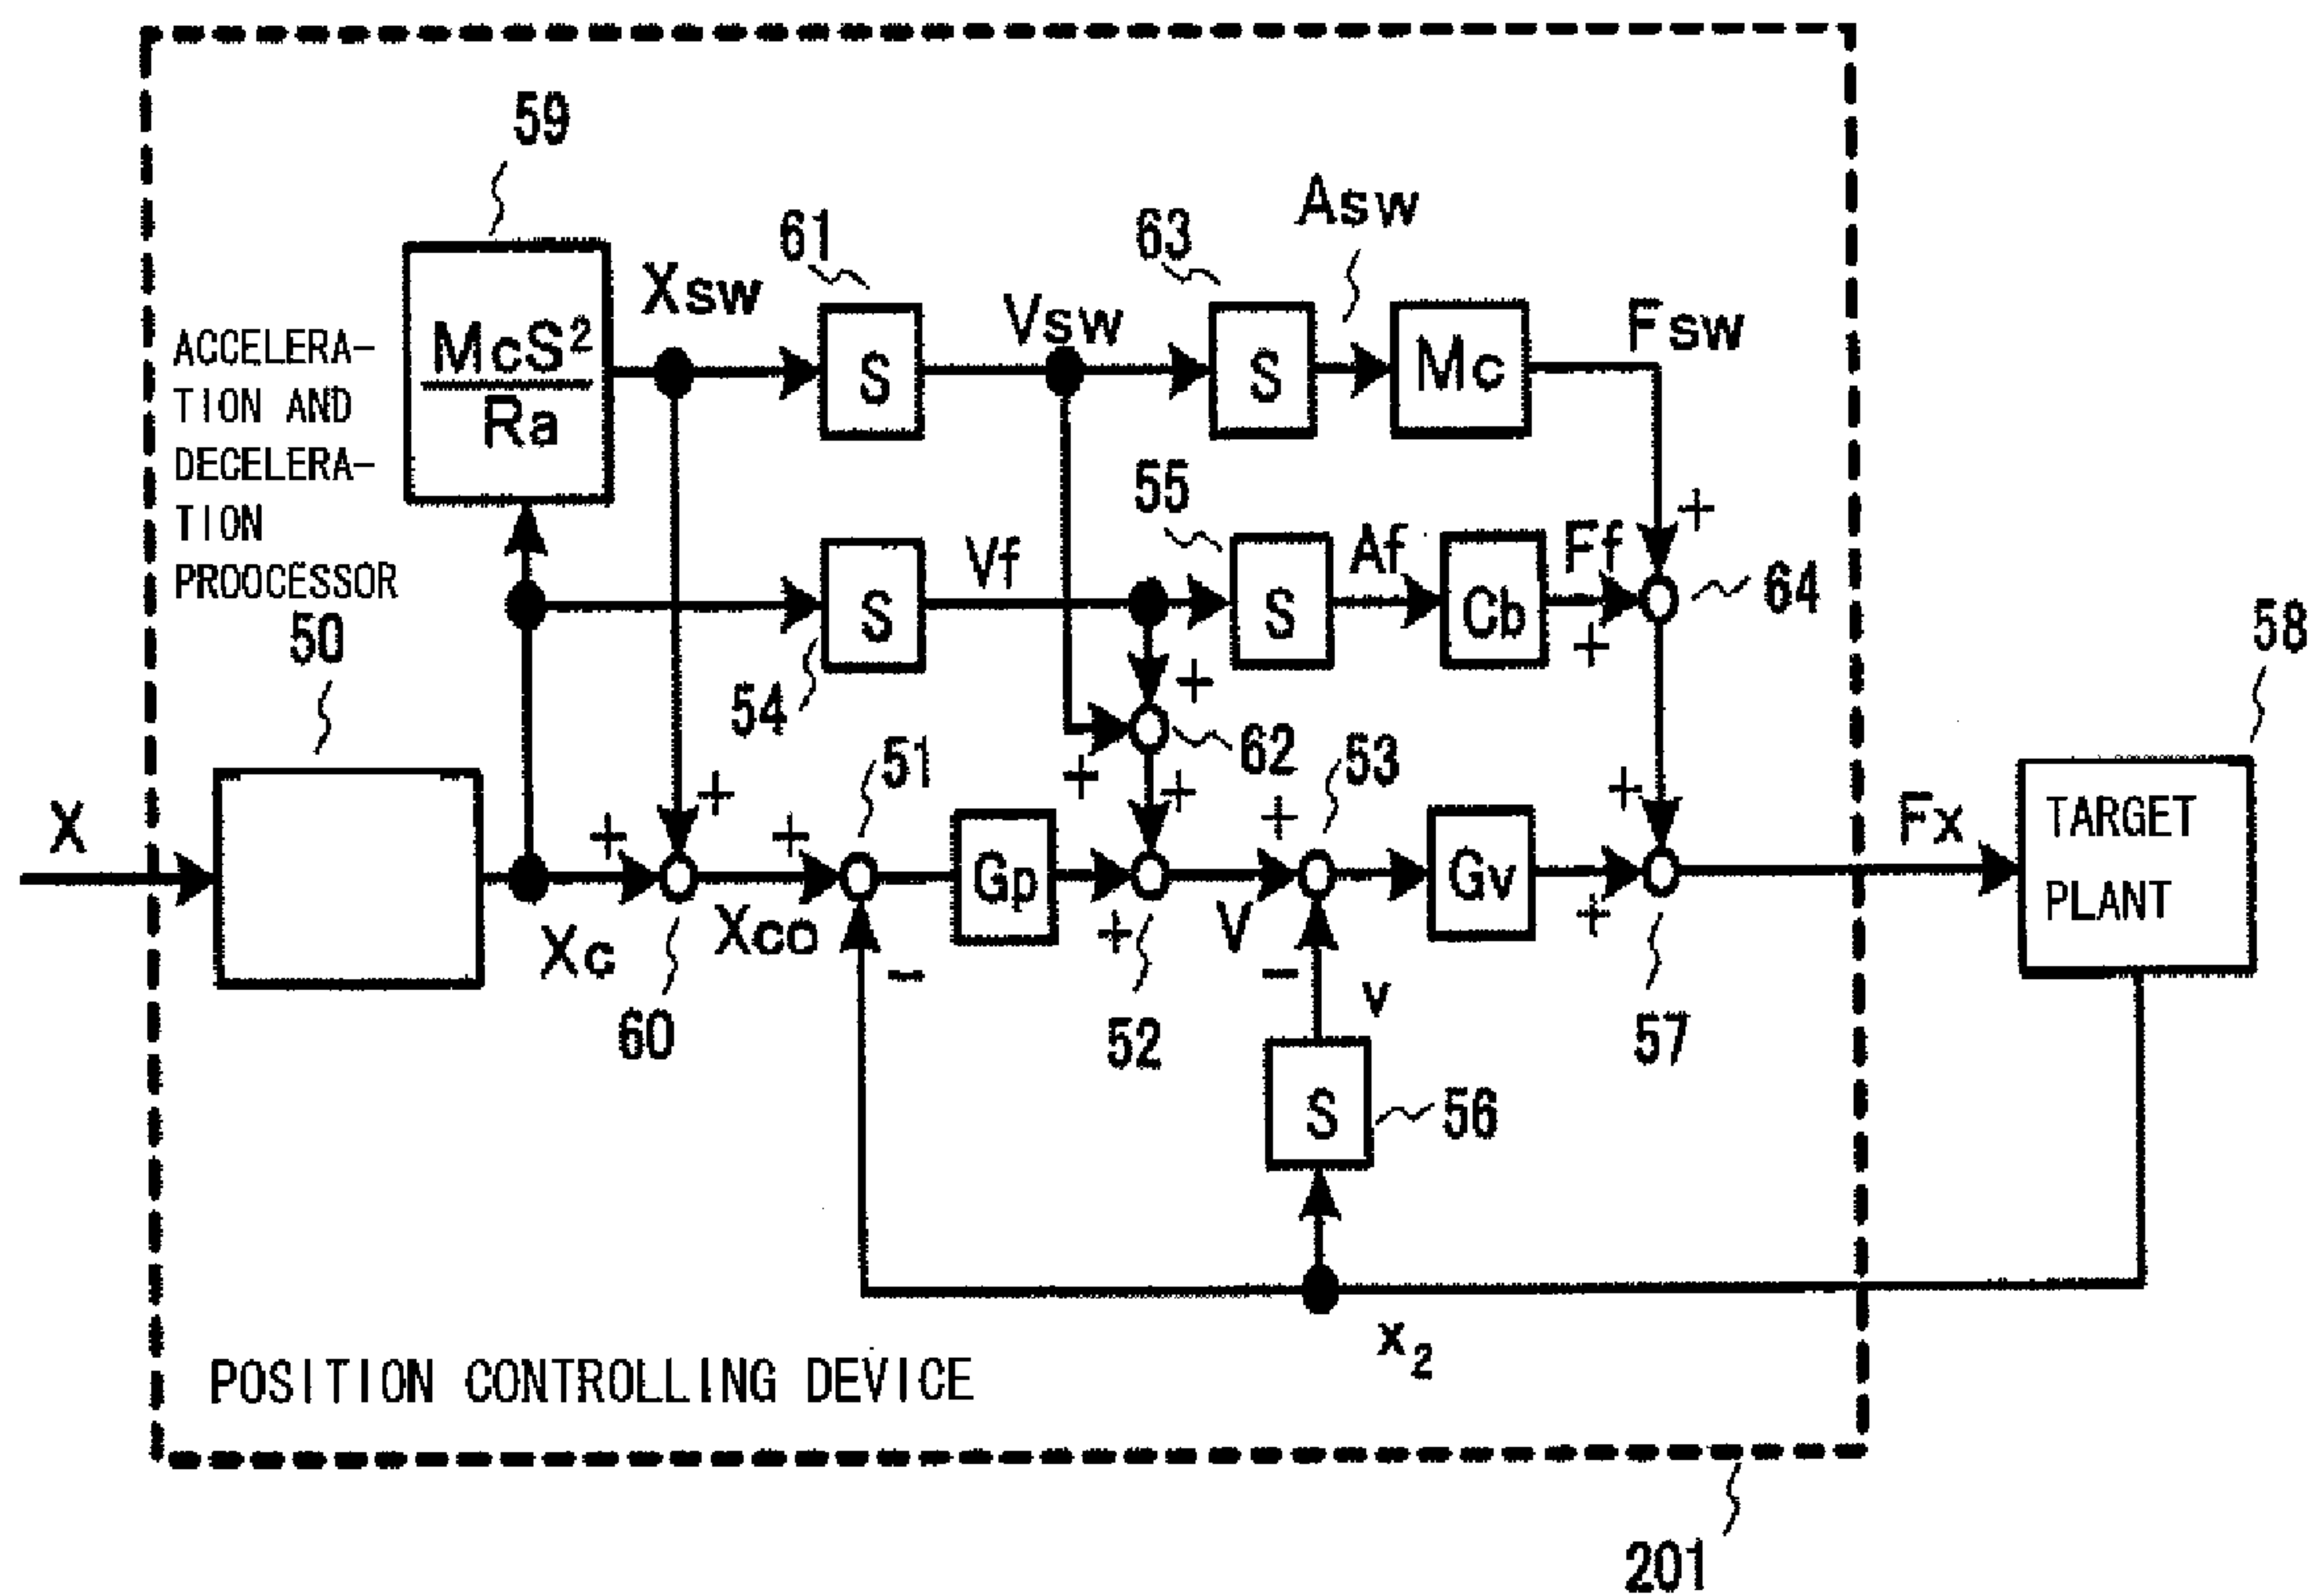 59
61
63
Asw
Xsw
Vsw
Fsw
McS²
Ra
S
S
Mc
ACCELERA-
TION AND
DECELERA-
TION
PROOCESSOR
50
55
Vf
Af
Ff
+
S
S
Cb
+
64
58
54
+
62
51
53
+
+
+
+
X
+
+
+
Gp
Gv
Fx
TARGET
PLANT
Xc
Xco
-
+
V
-
+
v
60
52
57
S
56
x₂
POSITION CONTROLLING DEVICE
201